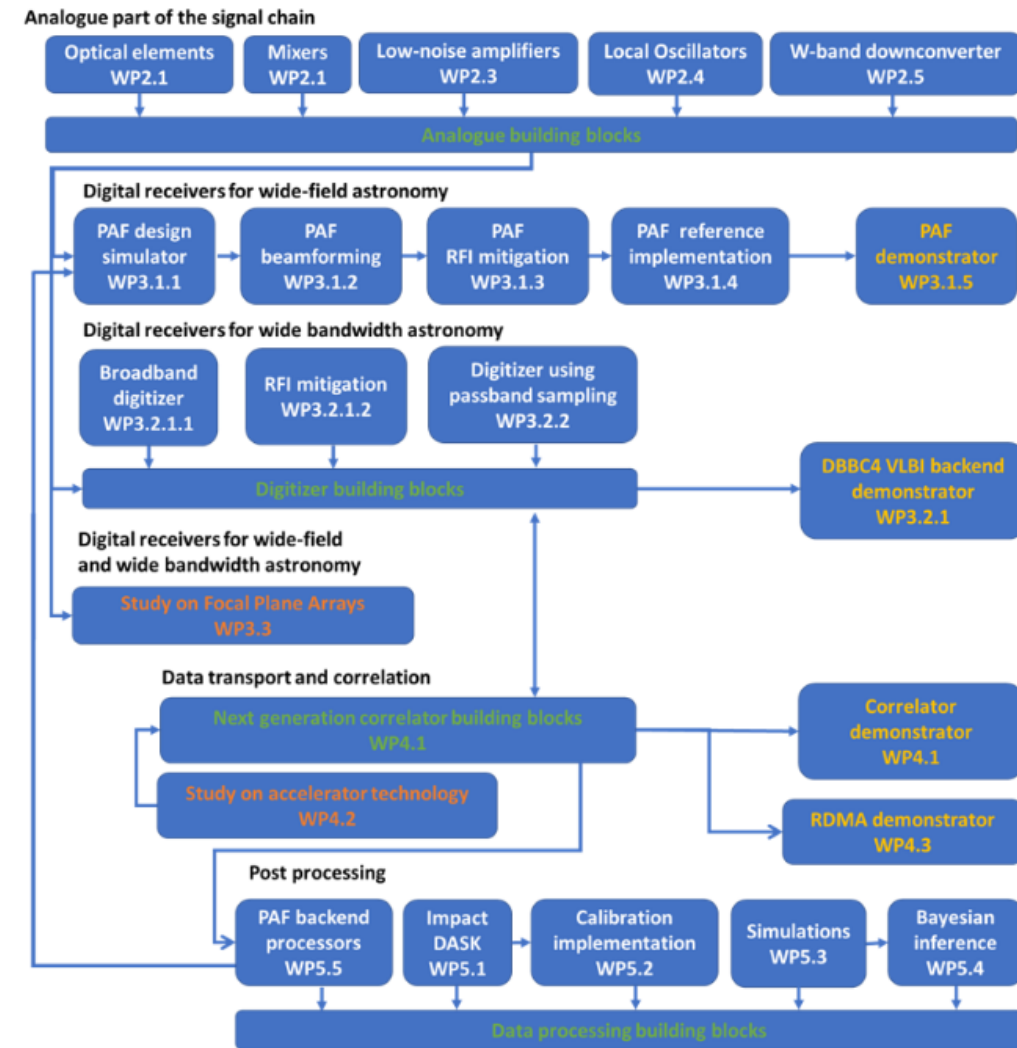 Analogue part of the signal chain
Optical elements
WP2.1
Mixers
WP2.1
Low-noise amplifiers
WP2.3
Local Oscillators
WP2.4
W-band downconverter
WP2.5
Analogue building blocks
Digital receivers for wide-field astronomy
PAF design
simulator
WP3.1.1
PAF
beamforming
WP3.1.2
PAF
RFI mitigation
WP3.1.3
PAF reference
implementation
WP3.1.4
PAF
demonstrator
WP3.1.5
Digital receivers for wide bandwidth astronomy
Broadband
digitizer
WP3.2.1.1
RFI mitigation
WP3.2.1.2
Digitizer using
passband sampling
WP3.2.2
Digitizer building blocks
DBBC4 VLBI backend
demonstrator
WP3.2.1
Digital receivers for wide-field
and wide bandwidth astronomy
Study on Focal Plane Arrays
WP3.3
Data transport and correlation
Next generation correlator building blocks
WP4.1
Correlator
demonstrator
WP4.1
Study on accelerator technology
WP4.2
RDMA demonstrator
WP4.3
Post processing
PAF backend
processors
WP5.5
Impact
DASK
WP5.1
Calibration
implementation
WP5.2
Simulations
WP5.3
Bayesian
inference
WP5.4
Data processing building blocks